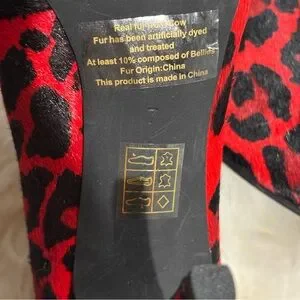 Real fur
Cow
Fur has been artificially dyed
and treated
At least 10% composed of Bellies
Fur Origin:China
This product is made in China